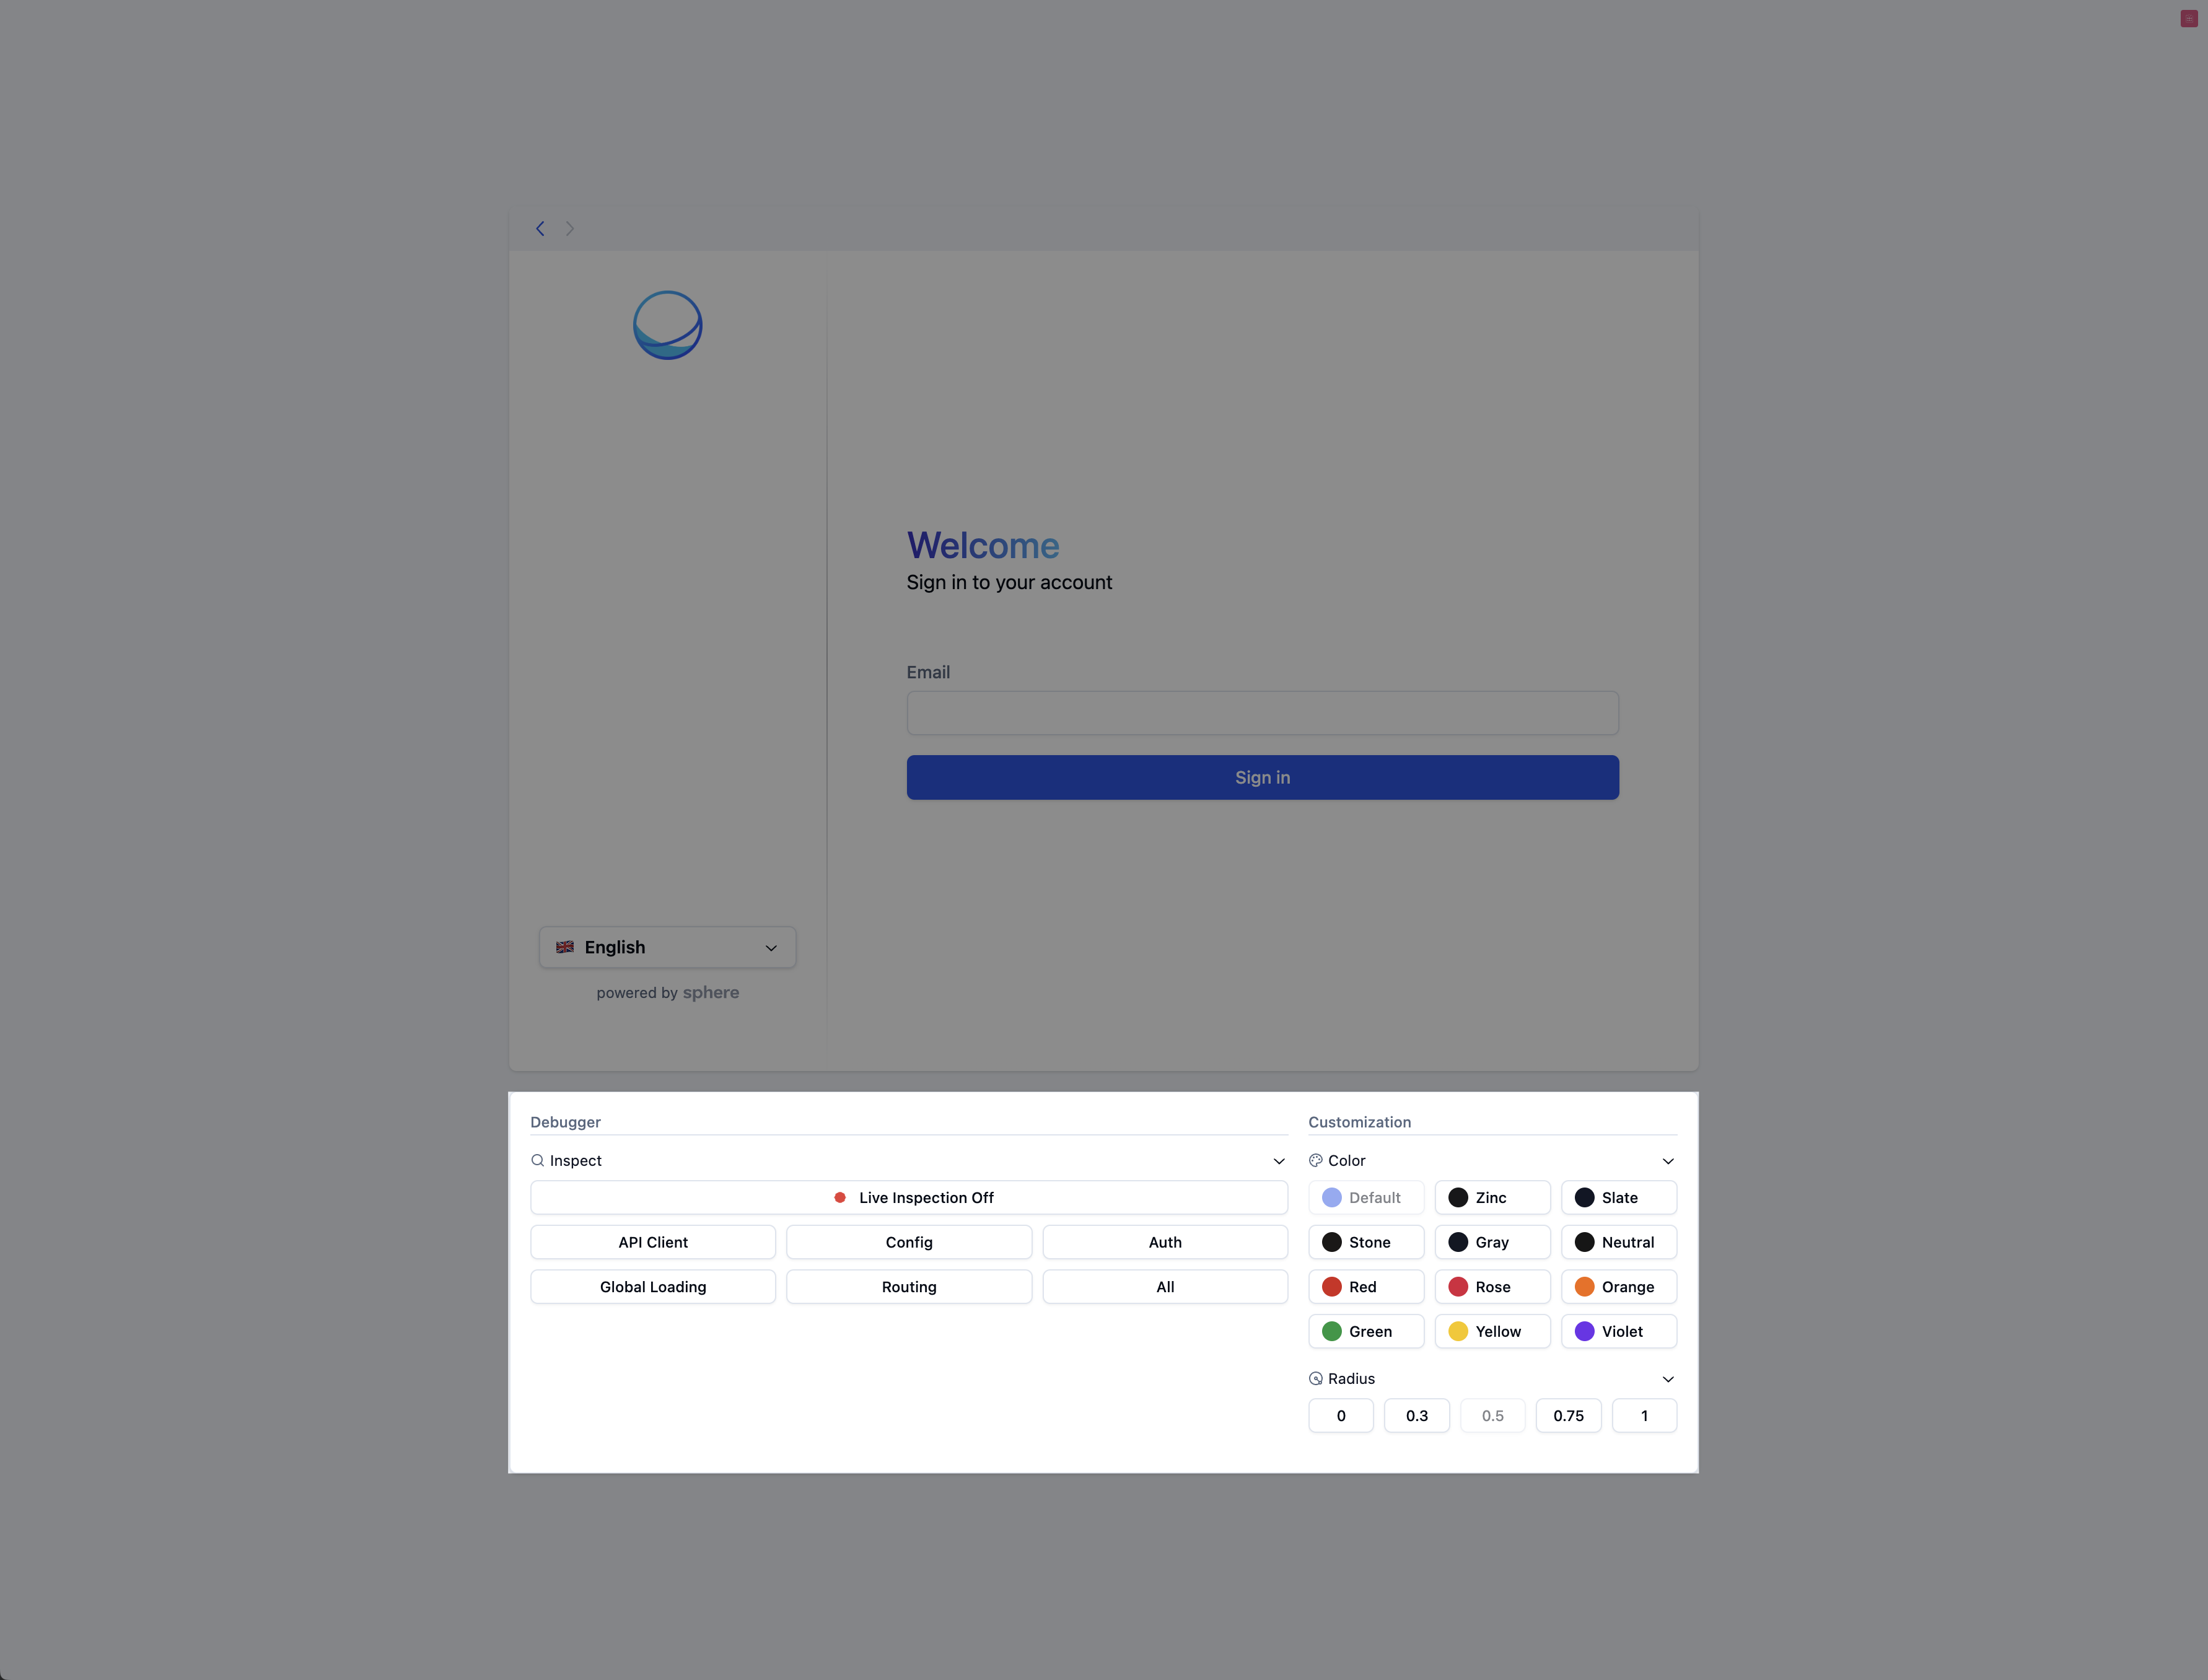 Welcome
Sign in to your account
Email
Sign in
English
powered by sphere
Debugger
Inspect
Live Inspection Off
API Client Config Auth
Global Loading Routing All
Customization
Color
Default Zinc Slate
Stone Gray Neutral
Red Rose Orange
Green Yellow Violet
Radius
0 0.3 0.5 0.75 1